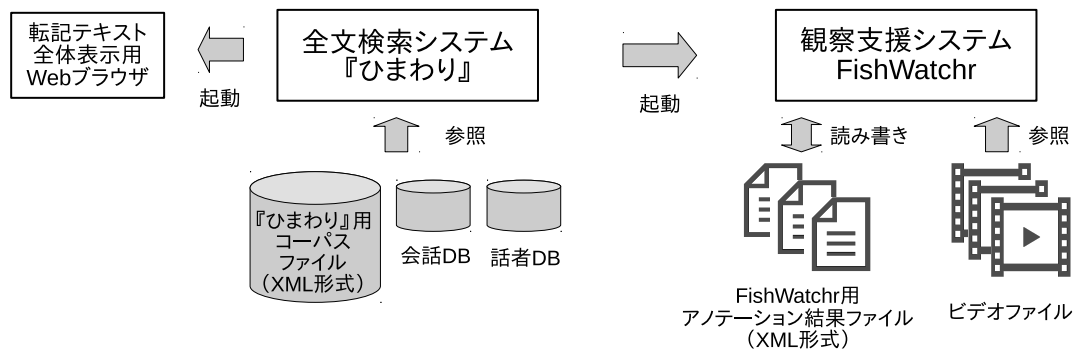 転記テキスト
全体表示用
Webブラウザ
起動
全文検索システム
『ひまわり』
起動
観察支援システム
FishWatchr
参照
読み書き
参照
『ひまわり』用
コーパス
ファイル
（XML形式）
会話DB
話者DB
FishWatchr用
アノテーション結果ファイル
（XML形式）
ビデオファイル